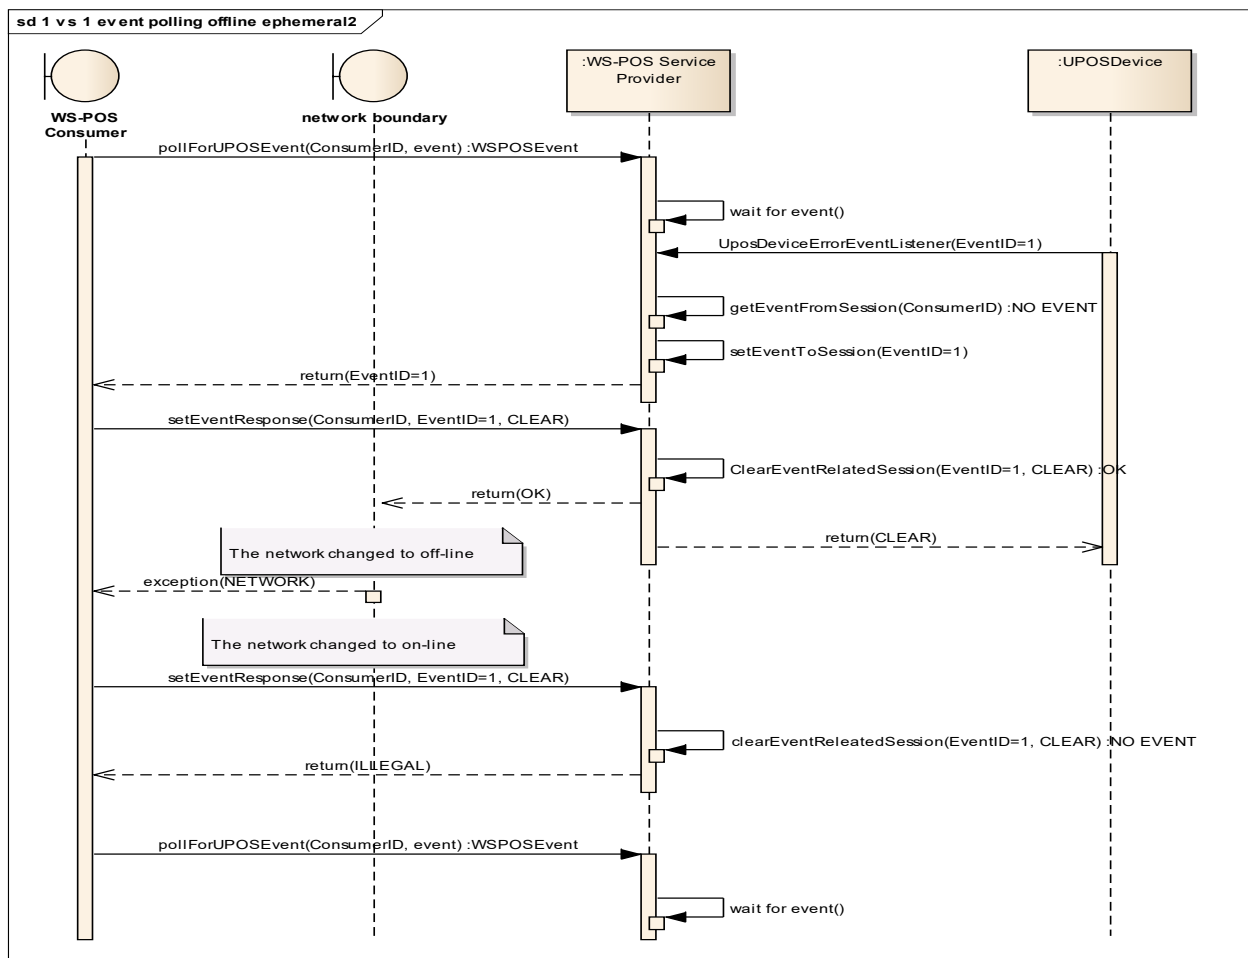 sd 1 vs 1 event polling offline ephemeral2
WS-POS
Consumer
network boundary
:WS-POS Service
Provider
:UPOSDevice
pollForUPOSEvent(ConsumerID, event) :WSPOSEvent
wait for event()
UposDeviceErrorEventListener(EventID=1)
getEventFromSession(ConsumerID) :NO EVENT
setEventToSession(EventID=1)
return(EventID=1)
setEventResponse(ConsumerID, EventID=1, CLEAR)
ClearEventRelatedSession(EventID=1, CLEAR) :OK
return(OK)
return(CLEAR)
The network changed to off-line
exception(NETWORK)
The network changed to on-line
setEventResponse(ConsumerID, EventID=1, CLEAR)
clearEventReleatedSession(EventID=1, CLEAR) :NO EVENT
return(ILLEGAL)
pollForUPOSEvent(ConsumerID, event) :WSPOSEvent
wait for event()